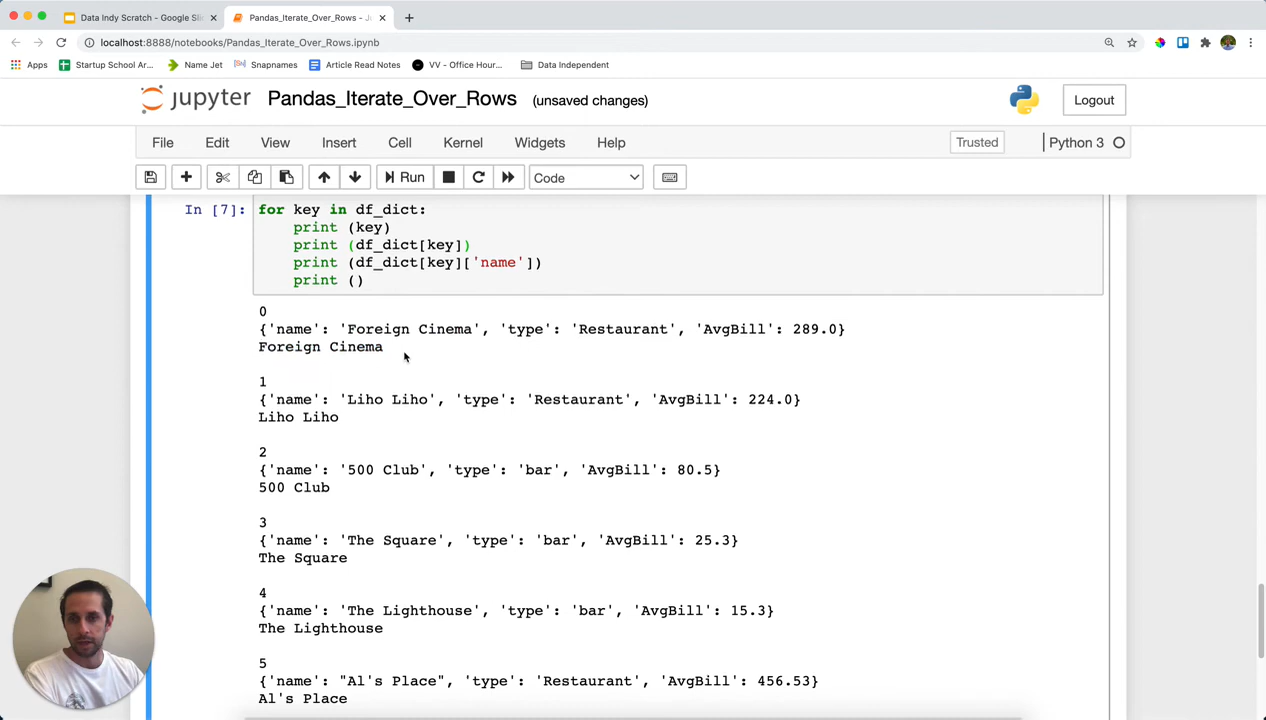 Data Indy Scratch - Google Sli
Pandas_Iterate_Over_Rows - Ju
localhost:8888/notebooks/Pandas_Iterate_Over_Rows.ipynb
Apps Startup School Ar... Name Jet Snapnames Article Read Notes VV - Office Hour... Data Independent
jupyter Pandas_Iterate_Over_Rows (unsaved changes) Logout
File Edit View Insert Cell Kernel Widgets Help Trusted Python 3
Run Code
In [7]: for key in df_dict:
print (key)
print (df_dict[key])
print (df_dict[key]['name'])
print ()
0
{'name': 'Foreign Cinema', 'type': 'Restaurant', 'AvgBill': 289.0}
Foreign Cinema
1
{'name': 'Liho Liho', 'type': 'Restaurant', 'AvgBill': 224.0}
Liho Liho
2
{'name': '500 Club', 'type': 'bar', 'AvgBill': 80.5}
500 Club
3
{'name': 'The Square', 'type': 'bar', 'AvgBill': 25.3}
The Square
4
{'name': 'The Lighthouse', 'type': 'bar', 'AvgBill': 15.3}
The Lighthouse
5
{'name': "Al's Place", 'type': 'Restaurant', 'AvgBill': 456.53}
Al's Place